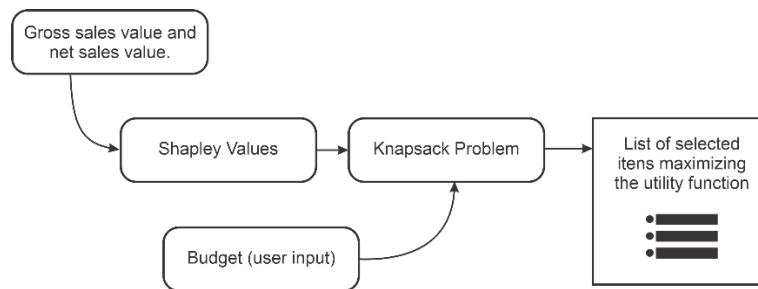 Gross sales value and
net sales value.
Shapley Values
Knapsack Problem
List of selected
itens maximizing
the utility function
Budget (user input)